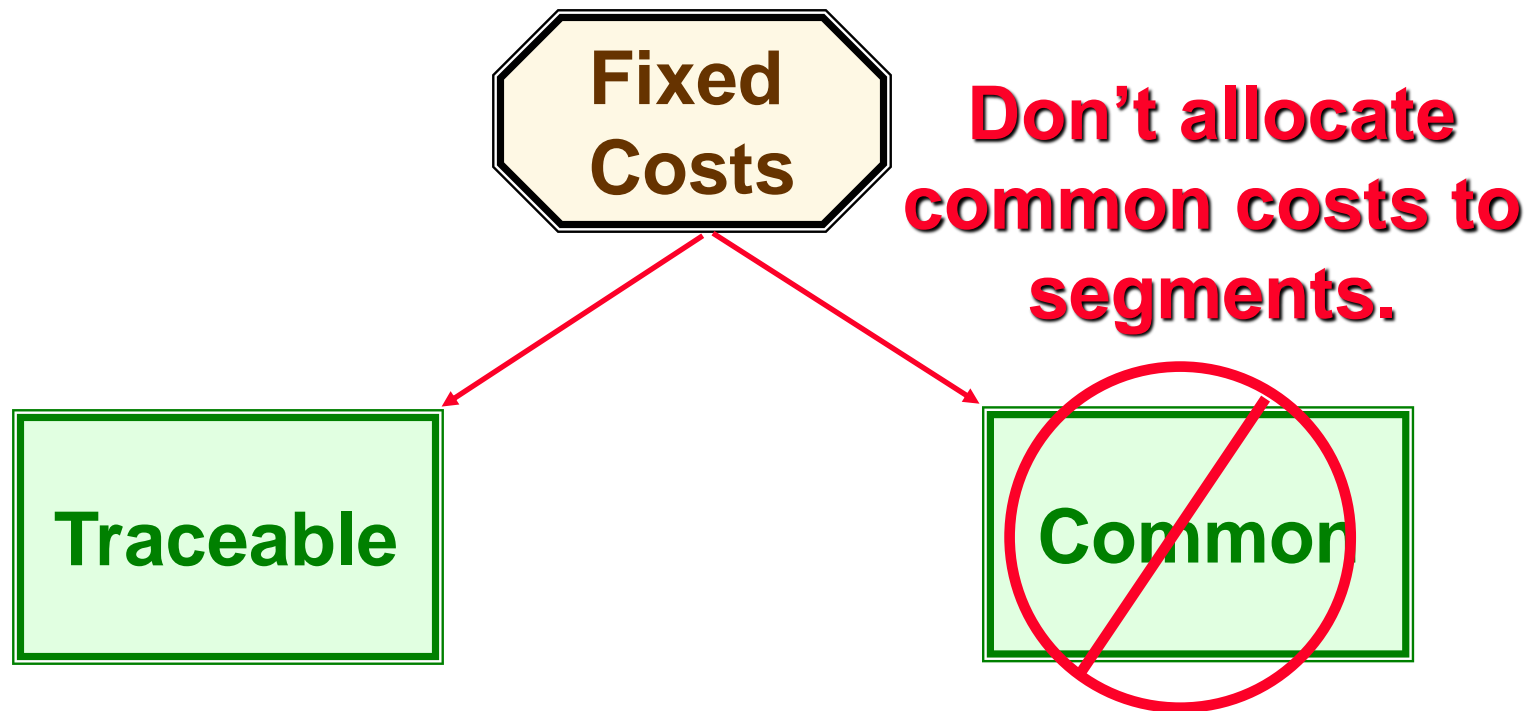 Fixed
Costs
Don’t allocate
common costs to
segments.
Traceable
Common